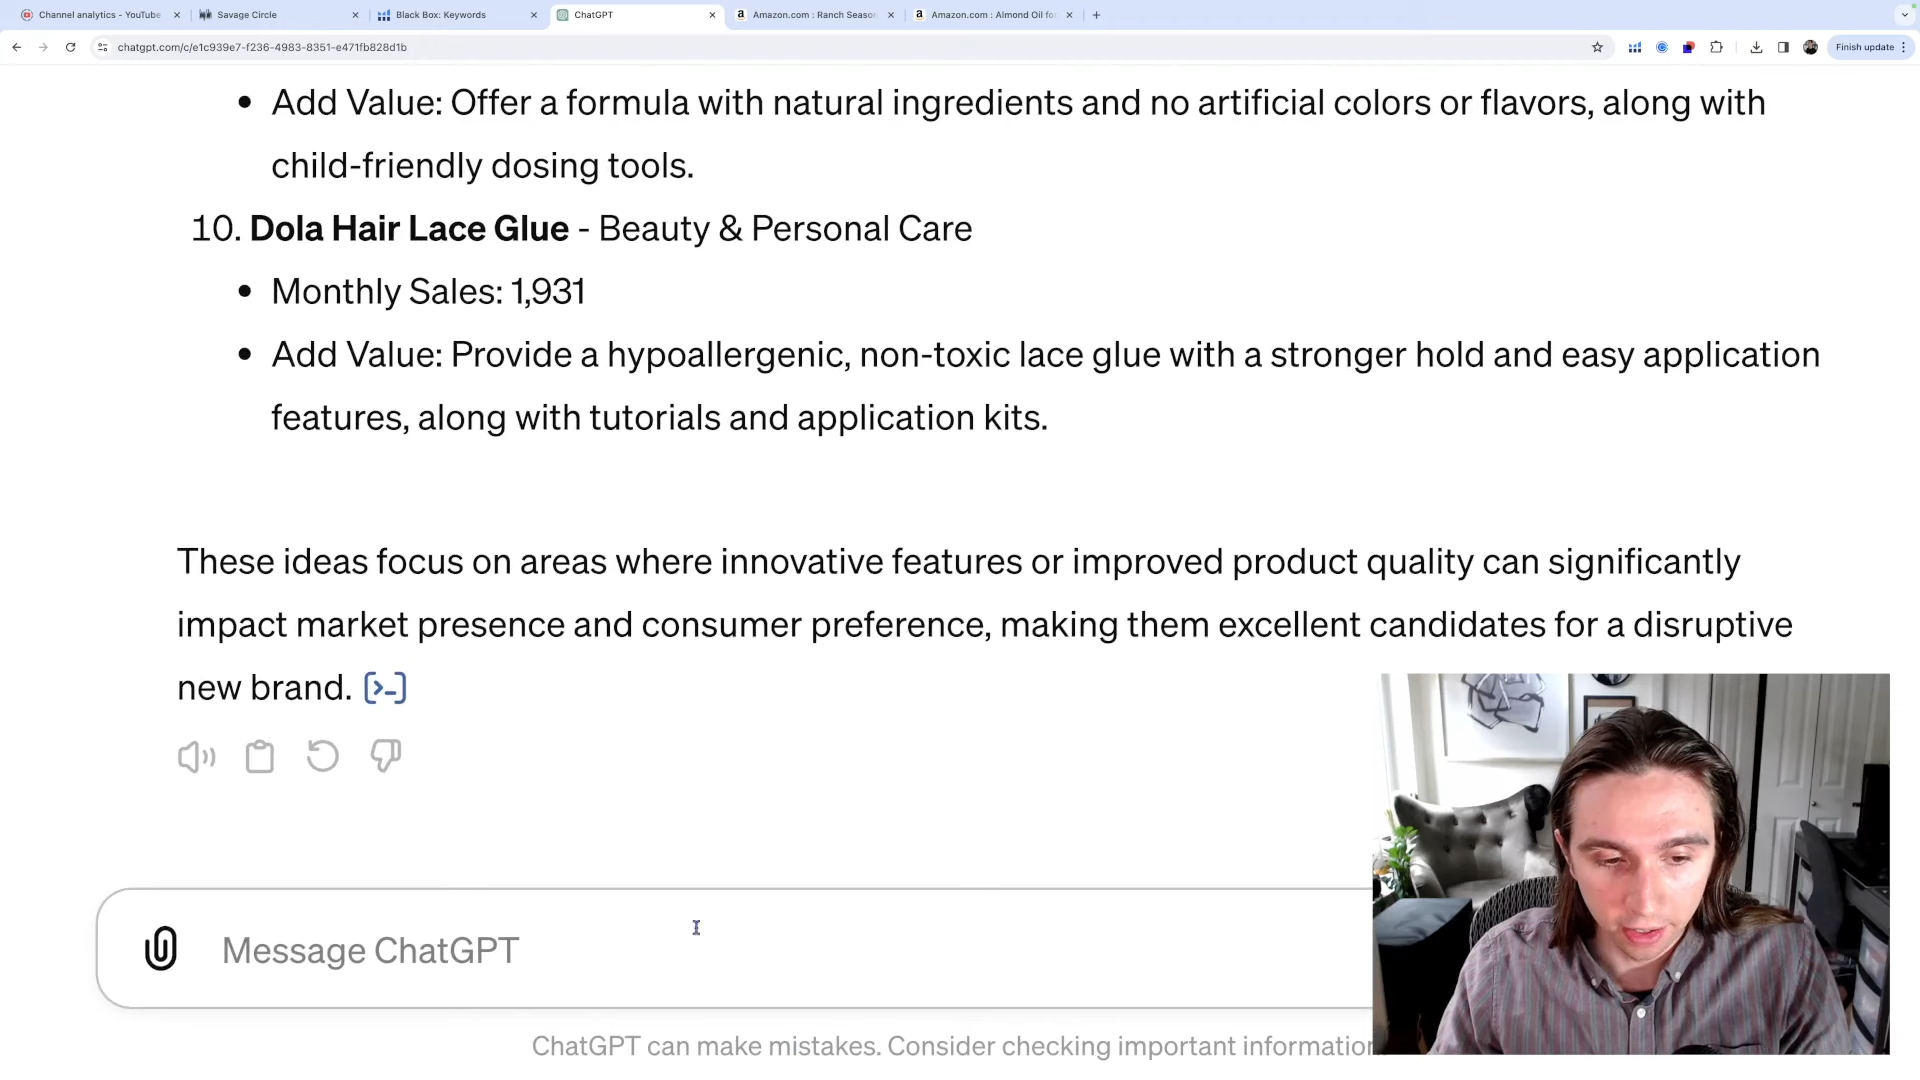 Channel analytics - YouTube
Savage Circle
Black Box: Keywords
ChatGPT
Amazon.com : Ranch Season
Amazon.com : Almond Oil fo
chatgpt.com/c/e1c939e7-f236-4983-8351-e471fb828d1b
Finish update
• Add Value: Offer a formula with natural ingredients and no artificial colors or flavors, along with
child-friendly dosing tools.
10. Dola Hair Lace Glue - Beauty & Personal Care
• Monthly Sales: 1,931
• Add Value: Provide a hypoallergenic, non-toxic lace glue with a stronger hold and easy application
features, along with tutorials and application kits.
These ideas focus on areas where innovative features or improved product quality can significantly
impact market presence and consumer preference, making them excellent candidates for a disruptive
new brand. [>-]
Message ChatGPT
ChatGPT can make mistakes. Consider checking important information